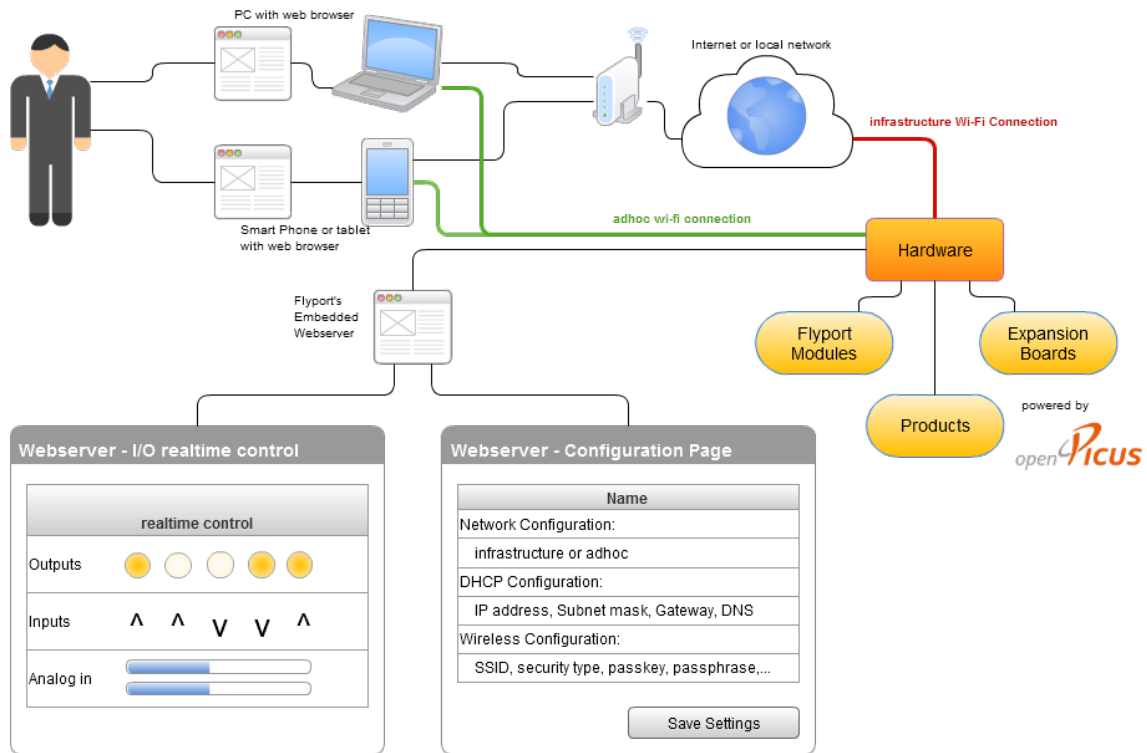 PC with web browser
Internet or local network
infrastructure Wi-Fi Connection
adhoc wi-fi connection
Smart Phone or tablet
with web browser
Hardware
Flyport's
Embedded
Webserver
Flyport
Modules
Expansion
Boards
Products
powered by
openPicus
Webserver - I/O realtime control
realtime control
Outputs
Inputs
^ ^ v v ^
Analog in
Webserver - Configuration Page
Name
Network Configuration:
infrastructure or adhoc
DHCP Configuration:
IP address, Subnet mask, Gateway, DNS
Wireless Configuration:
SSID, security type, passkey, passphrase,...
Save Settings